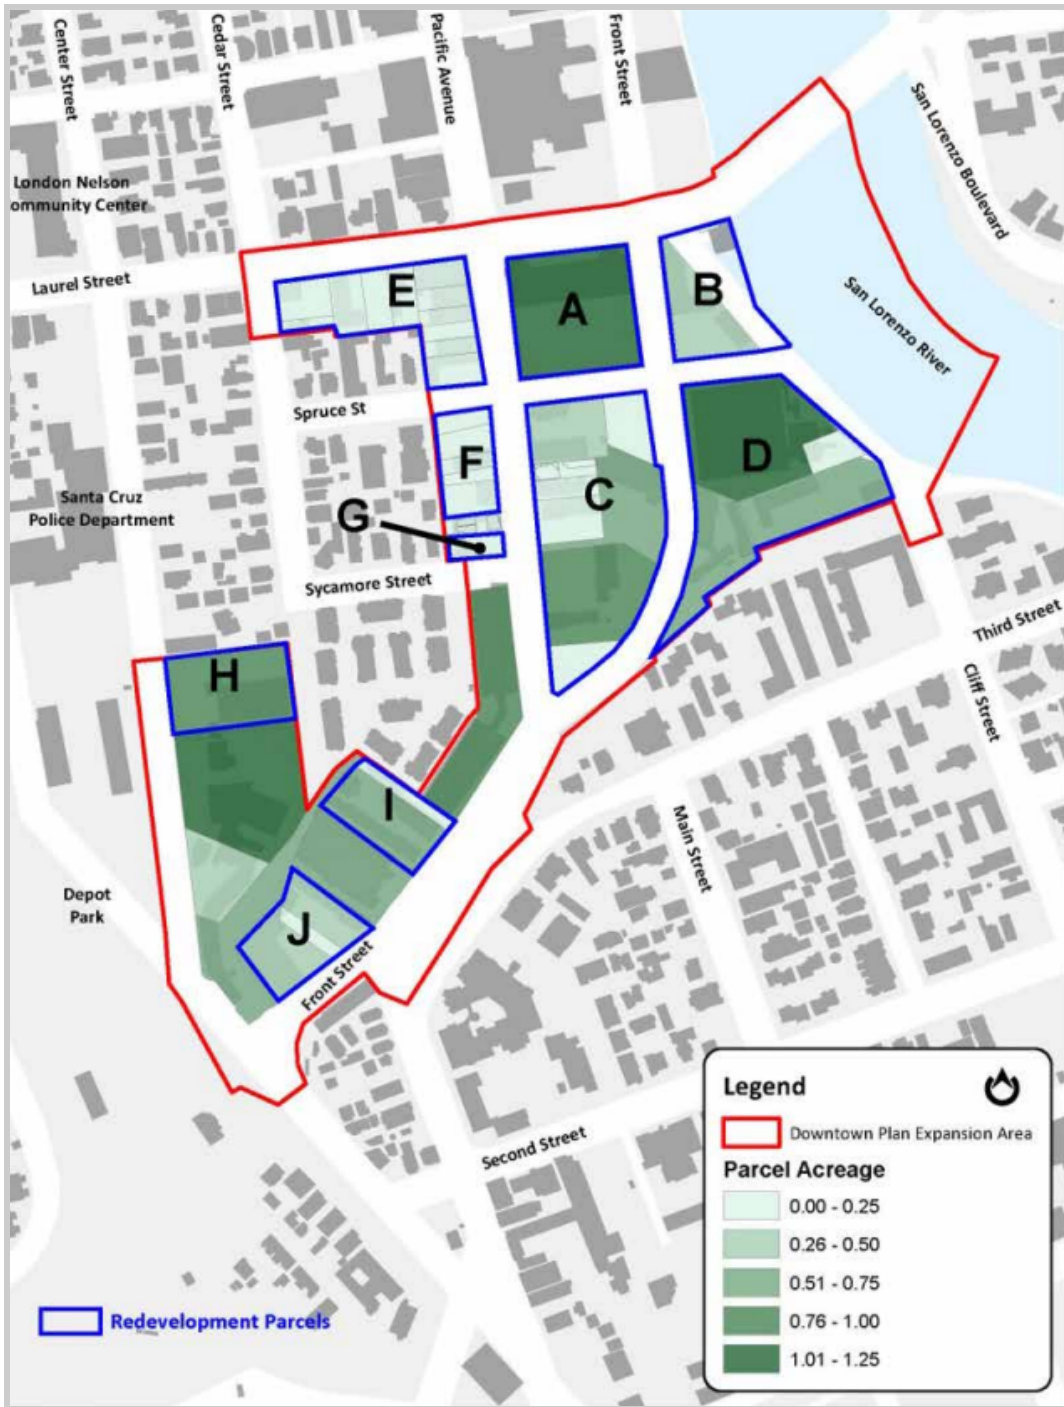 Center Street
Cedar Street
Pacific Avenue
Front Street
San Lorenzo Boulevard
London Nelson
ommunity Center
Laurel Street
E
A
B
San Lorenzo River
Spruce St
F
D
C
G
Santa Cruz
Police Department
Sycamore Street
Third Street
H
Cliff Street
I
Main Street
Depot
Park
J
Front Street
Second Street
Legend
Downtown Plan Expansion Area
Parcel Acreage
0.00 - 0.25
0.26 - 0.50
0.51 - 0.75
0.76 - 1.00
1.01 - 1.25
Redevelopment Parcels